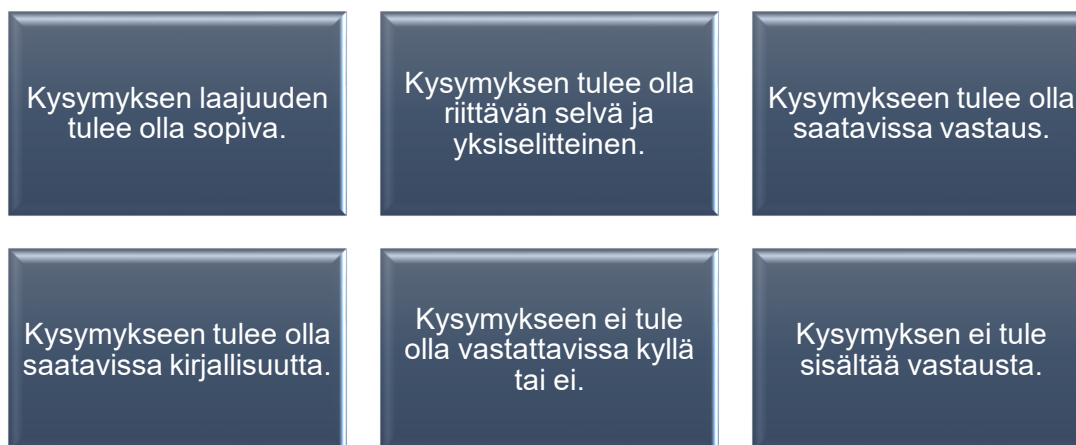 Kysymyksen laajuuden
tulee olla sopiva.
Kysymyksen tulee olla
riittävän selvä ja
yksiselitteinen.
Kysymykseen tulee olla
saatavissa vastaus.
Kysymykseen tulee olla
saatavissa kirjallisuutta.
Kysymykseen ei tule
olla vastattavissa kyllä
tai ei.
Kysymyksen ei tule
sisältää vastausta.